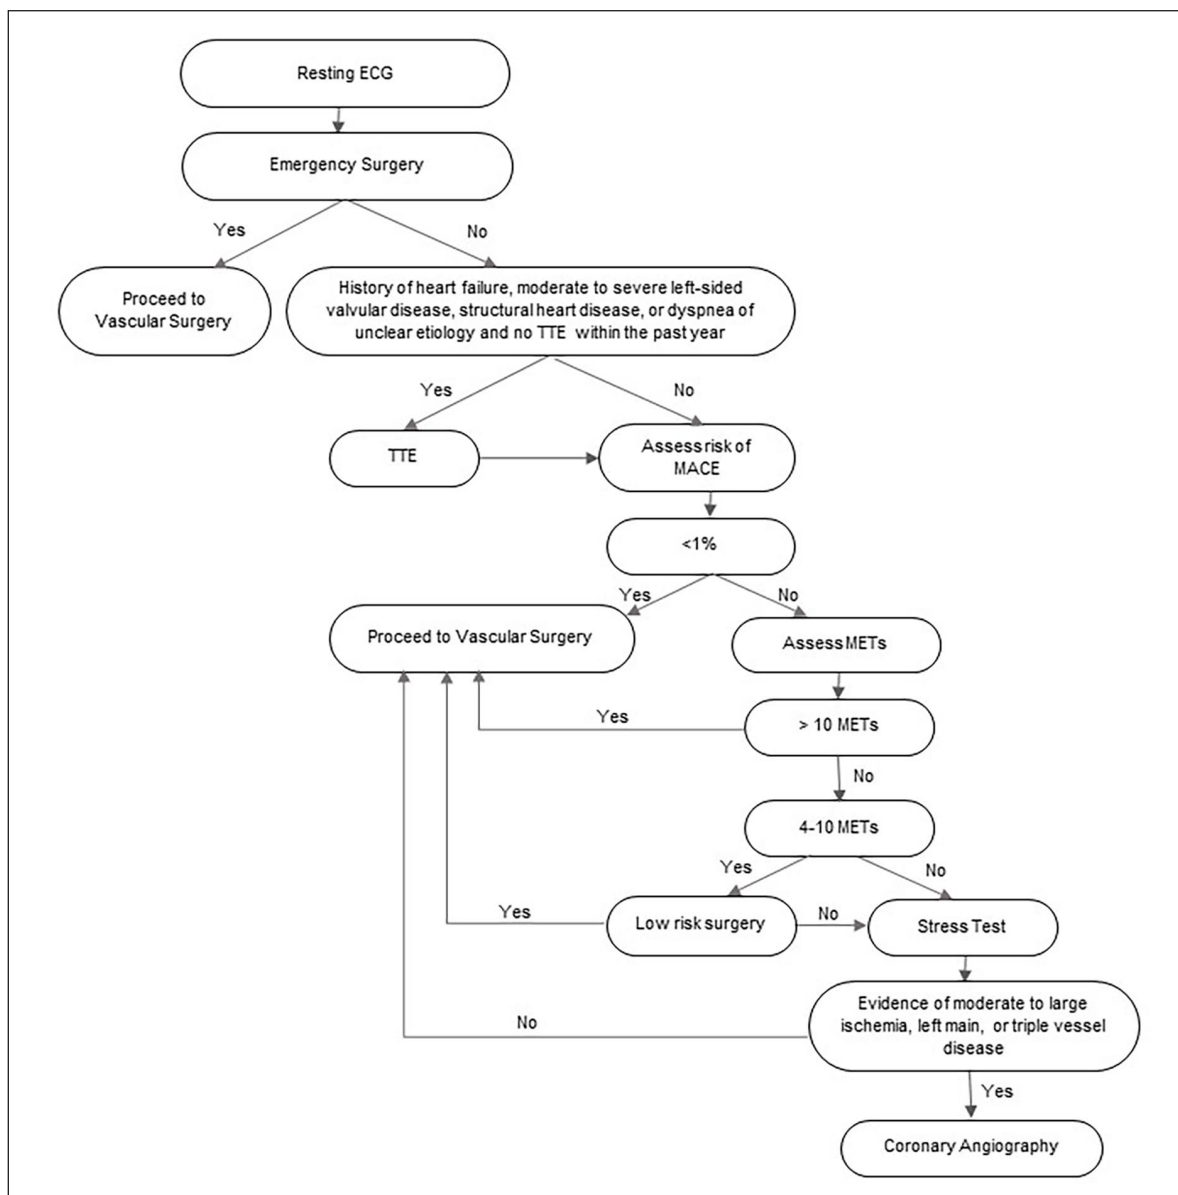 Resting ECG
Emergency Surgery
Yes
No
Proceed to
Vascular Surgery
History of heart failure, moderate to severe left-sided
valvular disease, structural heart disease, or dyspnea of
unclear etiology and no TTE within the past year
Yes
No
TTE
Assess risk of
MACE
<1%
Yes
No
Proceed to Vascular Surgery
Assess METs
Yes
> 10 METs
No
4-10 METs
Yes
No
Yes
Low risk surgery
No
Stress Test
No
Evidence of moderate to large
ischemia, left main, or triple vessel
disease
Yes
Coronary Angiography